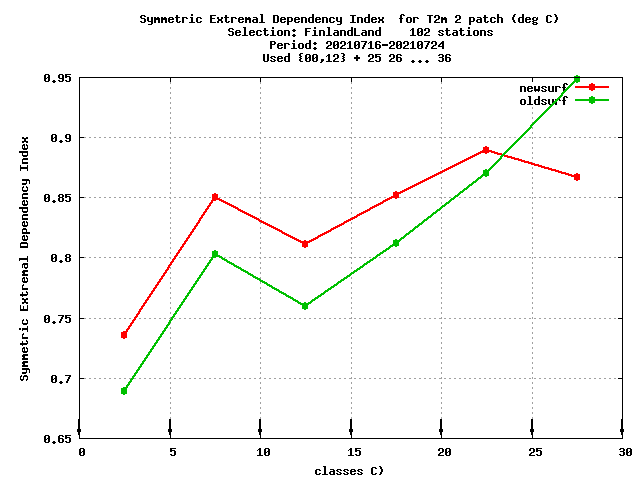 Symmetric Extremal Dependency Index  for T2m 2 patch (deg C)
Selection: FinlandLand    102 stations
Period: 20210716-20210724
Used {00,12} + 25 26 ... 36
newsurf
oldsurf
Symmetric Extremal Dependency Index
0.95
0.9
0.85
0.8
0.75
0.7
0.65
0 5 10 15 20 25 30
classes C)